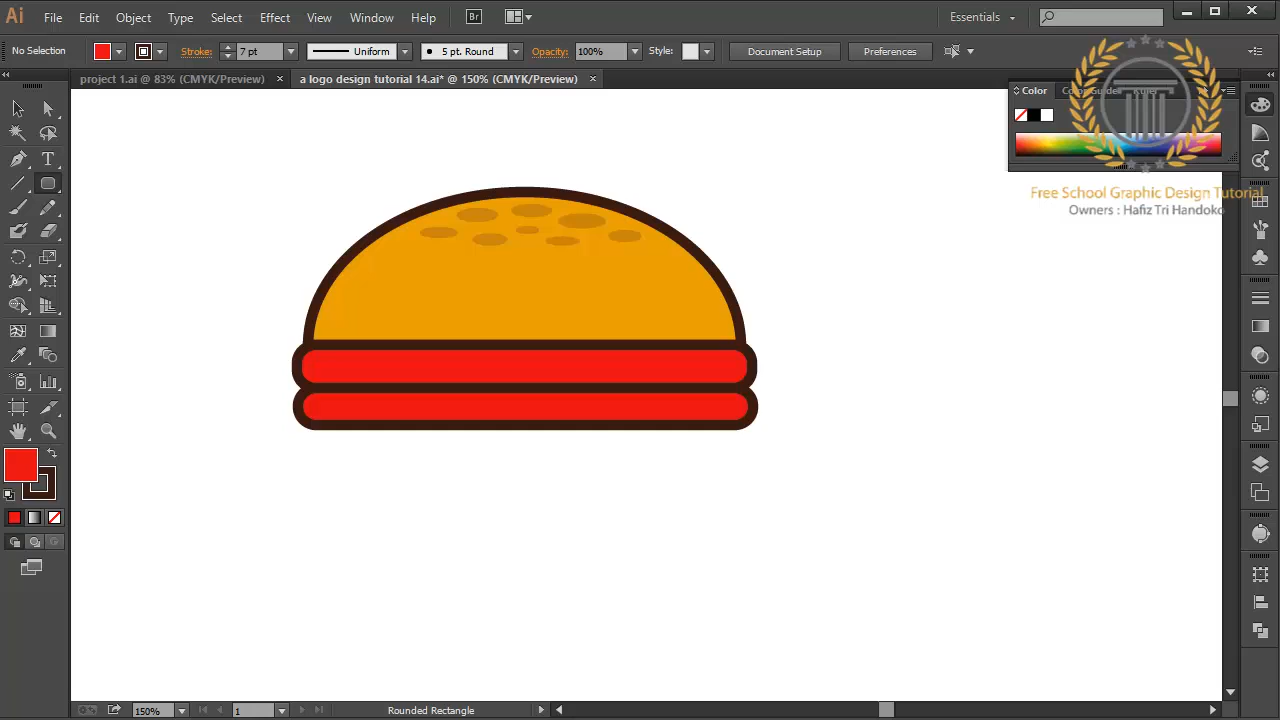 Ai File Edit Object Type Select Effect View Window Help Br Essentials
No Selection Stroke: 7 pt Uniform 5 pt. Round Opacity: 100% Style: Document Setup Preferences
project 1.ai @ 83% (CMYK/Preview) × a logo design tutorial 14.ai* @ 150% (CMYK/Preview) ×
Color Color Guide
Free School Graphic Design Tutorial
Owners : Hafiz Tri Handoko
150% 1 Rounded Rectangle